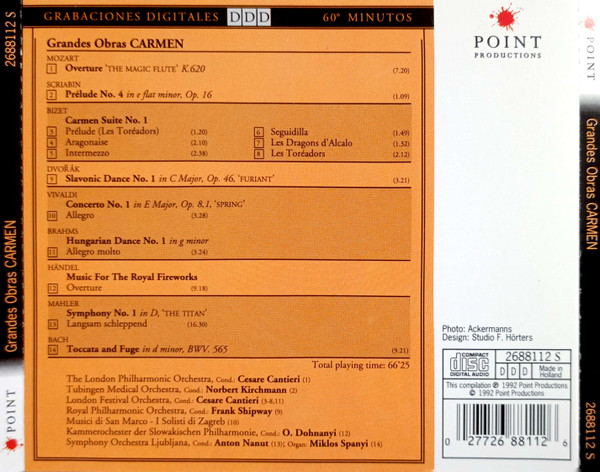 GRABACIONES DIGITALES DDD 60° MINUTOS
Grandes Obras CARMEN
MOZART
1 Overture 'THE MAGIC FLUTE' K.620 (7.20)
SCRIABIN
2 Prélude No. 4 in e flat minor, Op. 16 (1.09)
BIZET
Carmen Suite No. 1
3 Prélude (Les Toréadors) (1.20)
4 Aragonaise (2.10)
5 Intermezzo (2.38)
6 Seguidilla (1.49)
7 Les Dragons d'Alcalo (1.32)
8 Les Toréadors (2.12)
DVOŘÁK
9 Slavonic Dance No. 1 in C Major, Op. 46, 'FURIANT' (3.21)
VIVALDI
Concerto No. 1 in E Major, Op. 8,1, 'SPRING'
10 Allegro (3.28)
BRAHMS
Hungarian Dance No. 1 in g minor
11 Allegro molto (3.24)
HÄNDEL
Music For The Royal Fireworks
12 Overture (9.18)
MAHLER
Symphony No. 1 in D, 'THE TITAN'
13 Langsam schleppend (16.30)
BACH
14 Toccata and Fuge in d minor, BWV. 565 (9.21)
Total playing time: 66'25
The London Philharmonic Orchestra, Cond.: Cesare Cantieri (1)
Tubingen Medical Orchestra, Cond.: Norbert Kirchmann (2)
London Festival Orchestra, Cond.: Cesare Cantieri (3-8,11)
Royal Philharmonic Orchestra, Cond.: Frank Shipway (9)
Musici di San Marco - I Solisti di Zagreb (10)
Kammerochester der Slowakischen Philharmonie, Cond.: O. Dohnanyi (12)
Symphony Orchestra Ljubljana, Cond.: Anton Nanut (13); Organ: Miklos Spanyi (14)
POINT
PRODUCTIONS
Photo: Ackermanns
Design: Studio F. Hörters
COMPACT
disc
DIGITAL AUDIO
2688112 S
DDD
Made in
Holland
This compilation ℗ 1992 Point Productions
© 1992 Point Productions
0 27726 88112 6
2688112 S
Grandes Obras CARMEN
POINT
POINT
Grandes Obras CARMEN
2688112 S